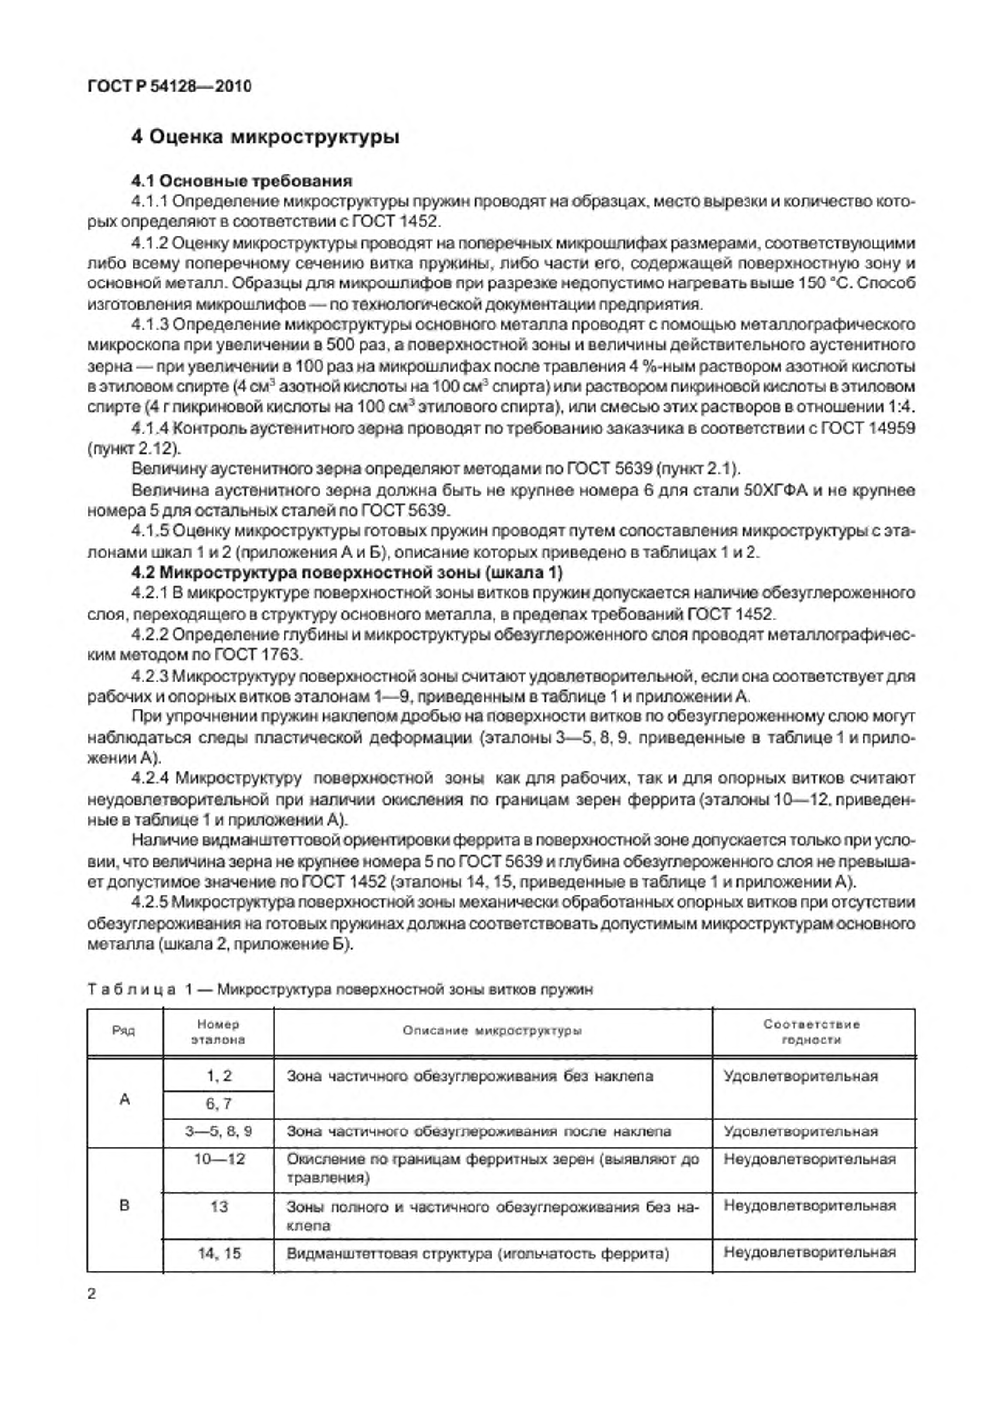 ГОСТ Р 54128—2010
4 Оценка микроструктуры
4.1 Основные требования
4.1.1 Определение микроструктуры пружин проводят на образцах, место вырезки и количество кото-
рых определяют в соответствии с ГОСТ 1452.
4.1.2 Оценку микроструктуры проводят на поперечных микрошлифах размерами, соответствующими
либо всему поперечному сечению витка пружины, либо части его, содержащей поверхностную зону и
основной металл. Образцы для микрошлифов при разрезке недопустимо нагревать выше 150 °С. Способ
изготовления микрошлифов — по технологической документации предприятия.
4.1.3 Определение микроструктуры основного металла проводят с помощью металлографического
микроскопа при увеличении в 500 раз, а поверхностной зоны и величины действительного аустенитного
зерна — при увеличении в 100 раз на микрошлифах после травления 4 %-ным раствором азотной кислоты
в этиловом спирте (4 см³ азотной кислоты на 100 см³ спирта) или раствором пикриновой кислоты в этиловом
спирте (4 г пикриновой кислоты на 100 см³ этилового спирта), или смесью этих растворов в отношении 1:4.
4.1.4 Контроль аустенитного зерна проводят по требованию заказчика в соответствии с ГОСТ 14959
(пункт 2.12).
Величину аустенитного зерна определяют методами по ГОСТ 5639 (пункт 2.1).
Величина аустенитного зерна должна быть не крупнее номера 6 для стали 50ХГФА и не крупнее
номера 5 для остальных сталей по ГОСТ 5639.
4.1.5 Оценку микроструктуры готовых пружин проводят путем сопоставления микроструктуры с эта-
лонами шкал 1 и 2 (приложения А и Б), описание которых приведено в таблицах 1 и 2.
4.2 Микроструктура поверхностной зоны (шкала 1)
4.2.1 В микроструктуре поверхностной зоны витков пружин допускается наличие обезуглероженного
слоя, переходящего в структуру основного металла, в пределах требований ГОСТ 1452.
4.2.2 Определение глубины и микроструктуры обезуглероженного слоя проводят металлографичес-
ким методом по ГОСТ 1763.
4.2.3 Микроструктуру поверхностной зоны считают удовлетворительной, если она соответствует для
рабочих и опорных витков эталонам 1—9, приведенным в таблице 1 и приложении А.
При упрочнении пружин наклепом дробью на поверхности витков по обезуглероженному слою могут
наблюдаться следы пластической деформации (эталоны 3—5, 8, 9, приведенные в таблице 1 и прило-
жении А).
4.2.4 Микроструктуру поверхностной зоны как для рабочих, так и для опорных витков считают
неудовлетворительной при наличии окисления по границам зерен феррита (эталоны 10—12, приведен-
ные в таблице 1 и приложении А).
Наличие видманштеттовой ориентировки феррита в поверхностной зоне допускается только при усло-
вии, что величина зерна не крупнее номера 5 по ГОСТ 5639 и глубина обезуглероженного слоя не превыша-
ет допустимое значение по ГОСТ 1452 (эталоны 14, 15, приведенные в таблице 1 и приложении А).
4.2.5 Микроструктура поверхностной зоны механически обработанных опорных витков при отсутствии
обезуглероживания на готовых пружинах должна соответствовать допустимым микроструктурам основного
металла (шкала 2, приложение Б).
Таблица 1 — Микроструктура поверхностной зоны витков пружин
Ряд
Номер
эталона
Описание микроструктуры
Соответствие
годности
А
1, 2
Зона частичного обезуглероживания без наклепа
Удовлетворительная
6, 7
3—5, 8, 9
Зона частичного обезуглероживания после наклепа
Удовлетворительная
В
10—12
Окисление по границам ферритных зерен (выявляют до
травления)
Неудовлетворительная
13
Зоны полного и частичного обезуглероживания без на-
клепа
Неудовлетворительная
14, 15
Видманштеттовая структура (игольчатость феррита)
Неудовлетворительная
2